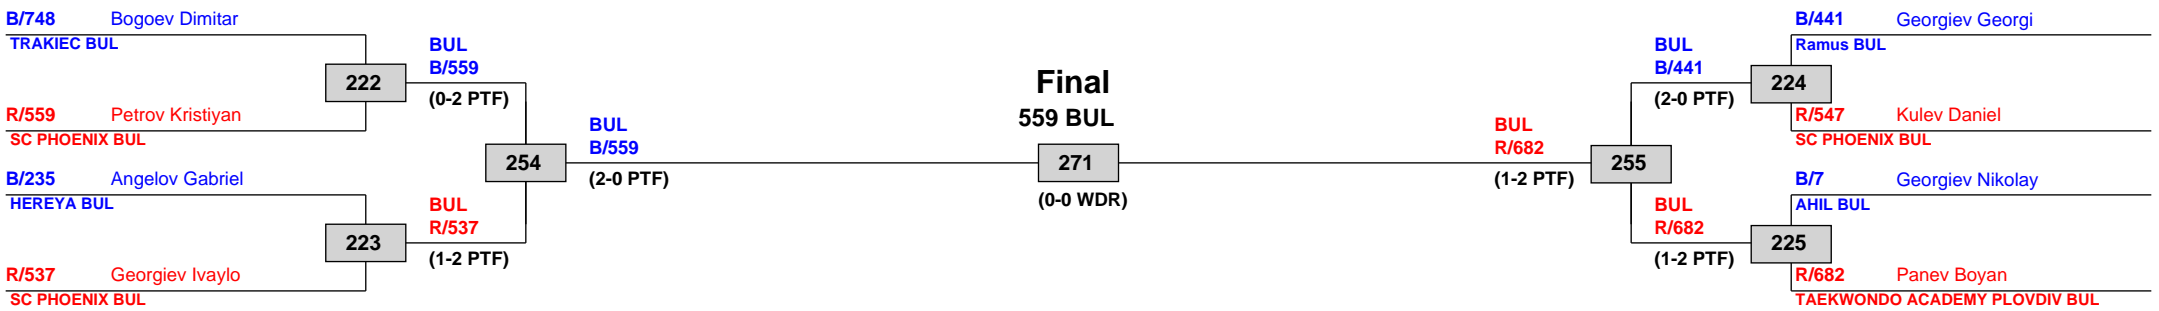 B/748 Bogoev Dimitar
TRAKIEC BUL
222
R/559 Petrov Kristiyan
SC PHOENIX BUL
B/235 Angelov Gabriel
HEREYA BUL
223
R/537 Georgiev Ivaylo
SC PHOENIX BUL
BUL
B/559
(0-2 PTF)
254
BUL
R/537
(1-2 PTF)
BUL
B/559
(2-0 PTF)
Final
559 BUL
271
(0-0 WDR)
BUL
R/682
(1-2 PTF)
255
BUL
B/441
(2-0 PTF)
BUL
R/682
(1-2 PTF)
B/441 Georgiev Georgi
Ramus BUL
224
R/547 Kulev Daniel
SC PHOENIX BUL
B/7 Georgiev Nikolay
AHIL BUL
225
R/682 Panev Boyan
TAEKWONDO ACADEMY PLOVDIV BUL